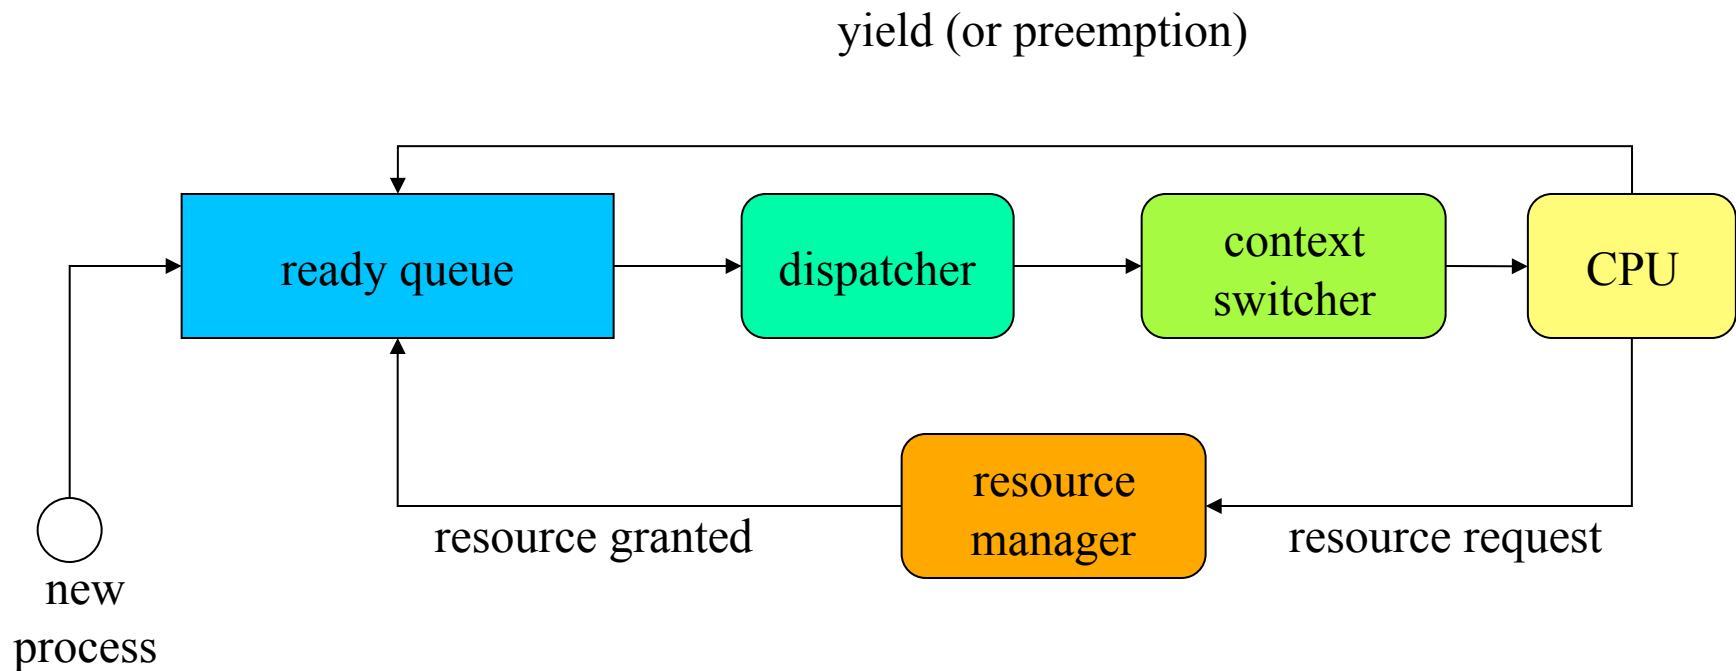 yield (or preemption)
ready queue
dispatcher
context
switcher
CPU
resource
manager
resource granted
resource request
new
process